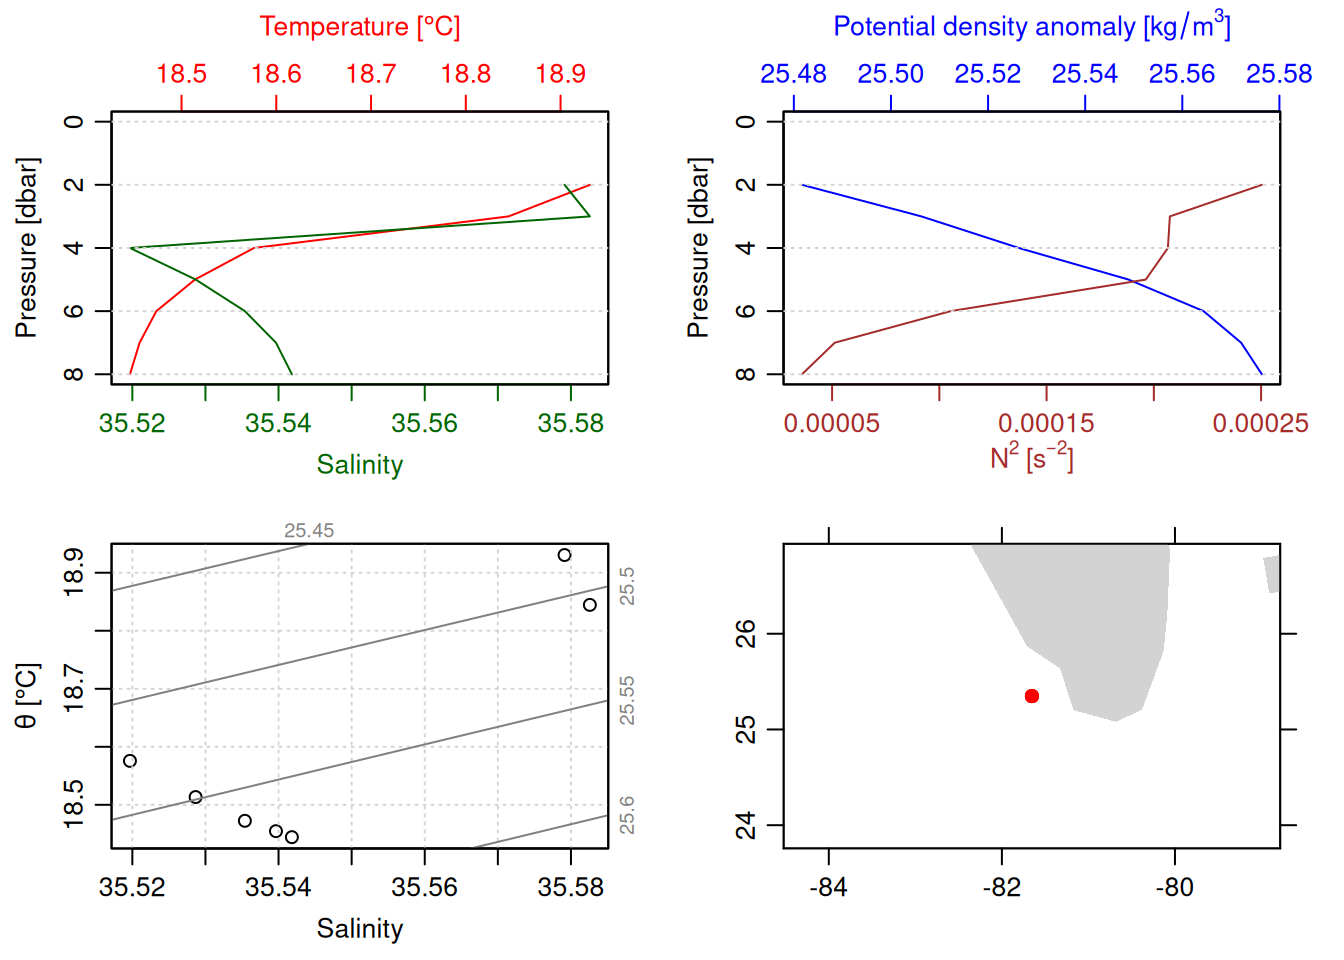 Temperature [°C]
18.5 18.6 18.7 18.8 18.9
0
2
4
6
8
Pressure [dbar]
35.52 35.54 35.56 35.58
Salinity
Potential density anomaly [kg/m³]
25.48 25.50 25.52 25.54 25.56 25.58
0
2
4
6
8
Pressure [dbar]
0.00005 0.00015 0.00025
N² [s⁻²]
25.45
25.5
25.55
25.6
18.9
18.7
18.5
θ [°C]
35.52 35.54 35.56 35.58
Salinity
26
25
24
-84 -82 -80